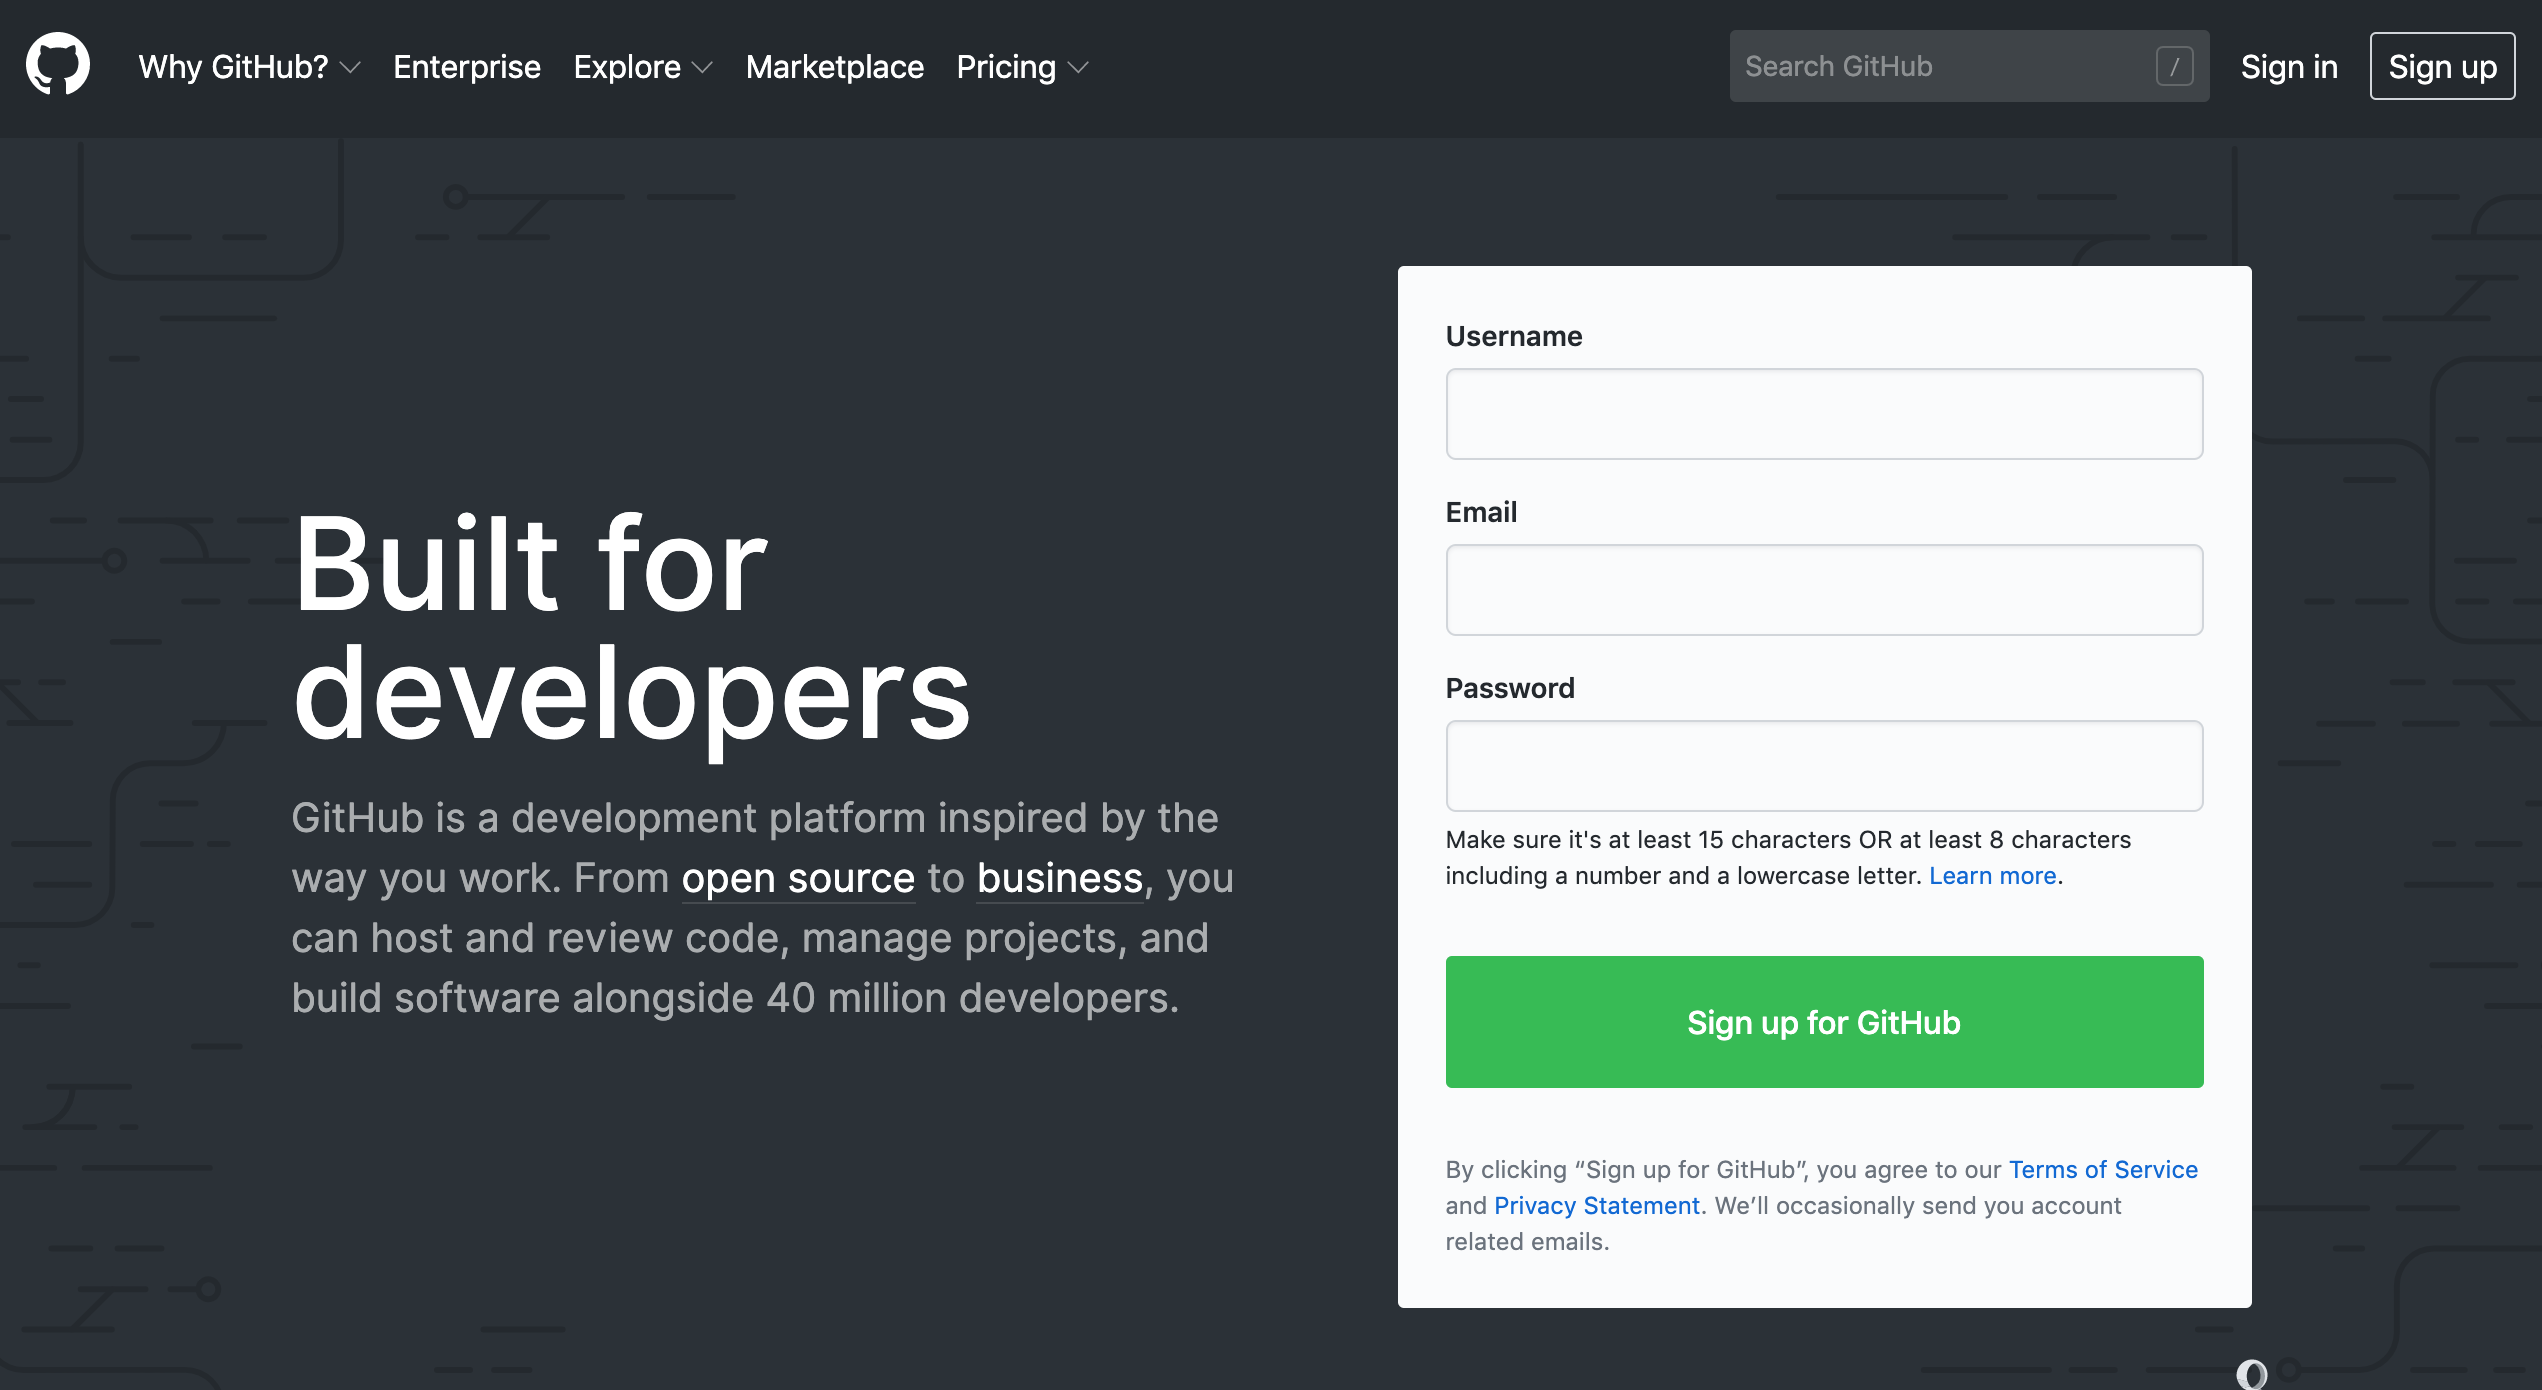 Why GitHub? Enterprise Explore Marketplace Pricing Search GitHub / Sign in Sign up
Built for
developers
GitHub is a development platform inspired by the
way you work. From open source to business, you
can host and review code, manage projects, and
build software alongside 40 million developers.
Username
Email
Password
Make sure it's at least 15 characters OR at least 8 characters
including a number and a lowercase letter. Learn more.
Sign up for GitHub
By clicking “Sign up for GitHub”, you agree to our Terms of Service
and Privacy Statement. We’ll occasionally send you account
related emails.